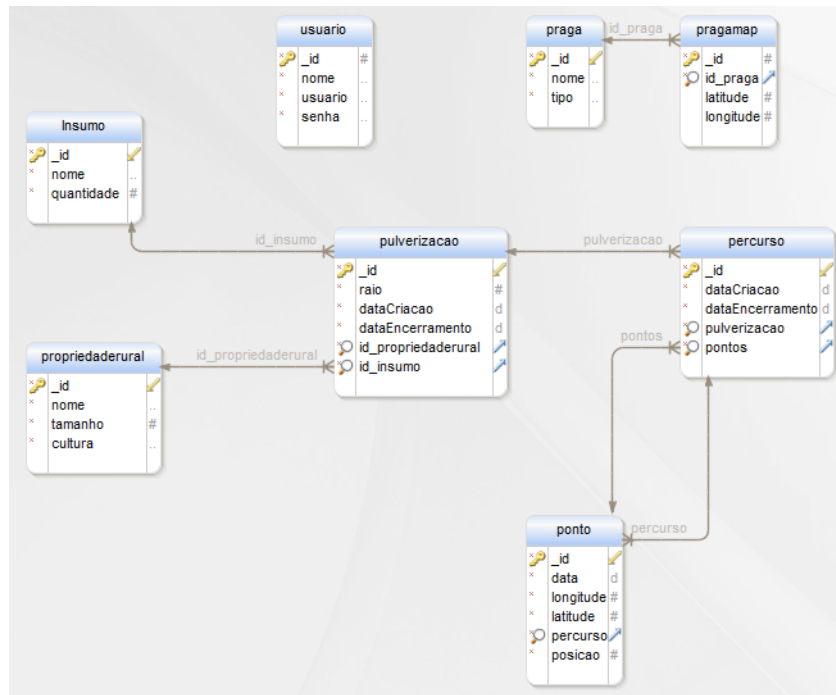 usuario
_id #
nome ..
usuario ..
senha ..
praga
_id
nome ..
tipo ..
id_praga
pragamap
_id #
id_praga
latitude #
longitude #
Insumo
_id
nome ..
quantidade #
id_insumo
pulverizacao
_id
raio #
dataCriacao d
dataEncerramento d
id_propriedaderural
id_insumo
pulverizacao
percurso
_id
dataCriacao d
dataEncerramento d
pulverizacao
pontos
propriedaderural
_id
nome ..
tamanho #
cultura ..
id_propriedaderural
pontos
ponto
_id
data d
longitude #
latitude #
percurso
posicao #
percurso